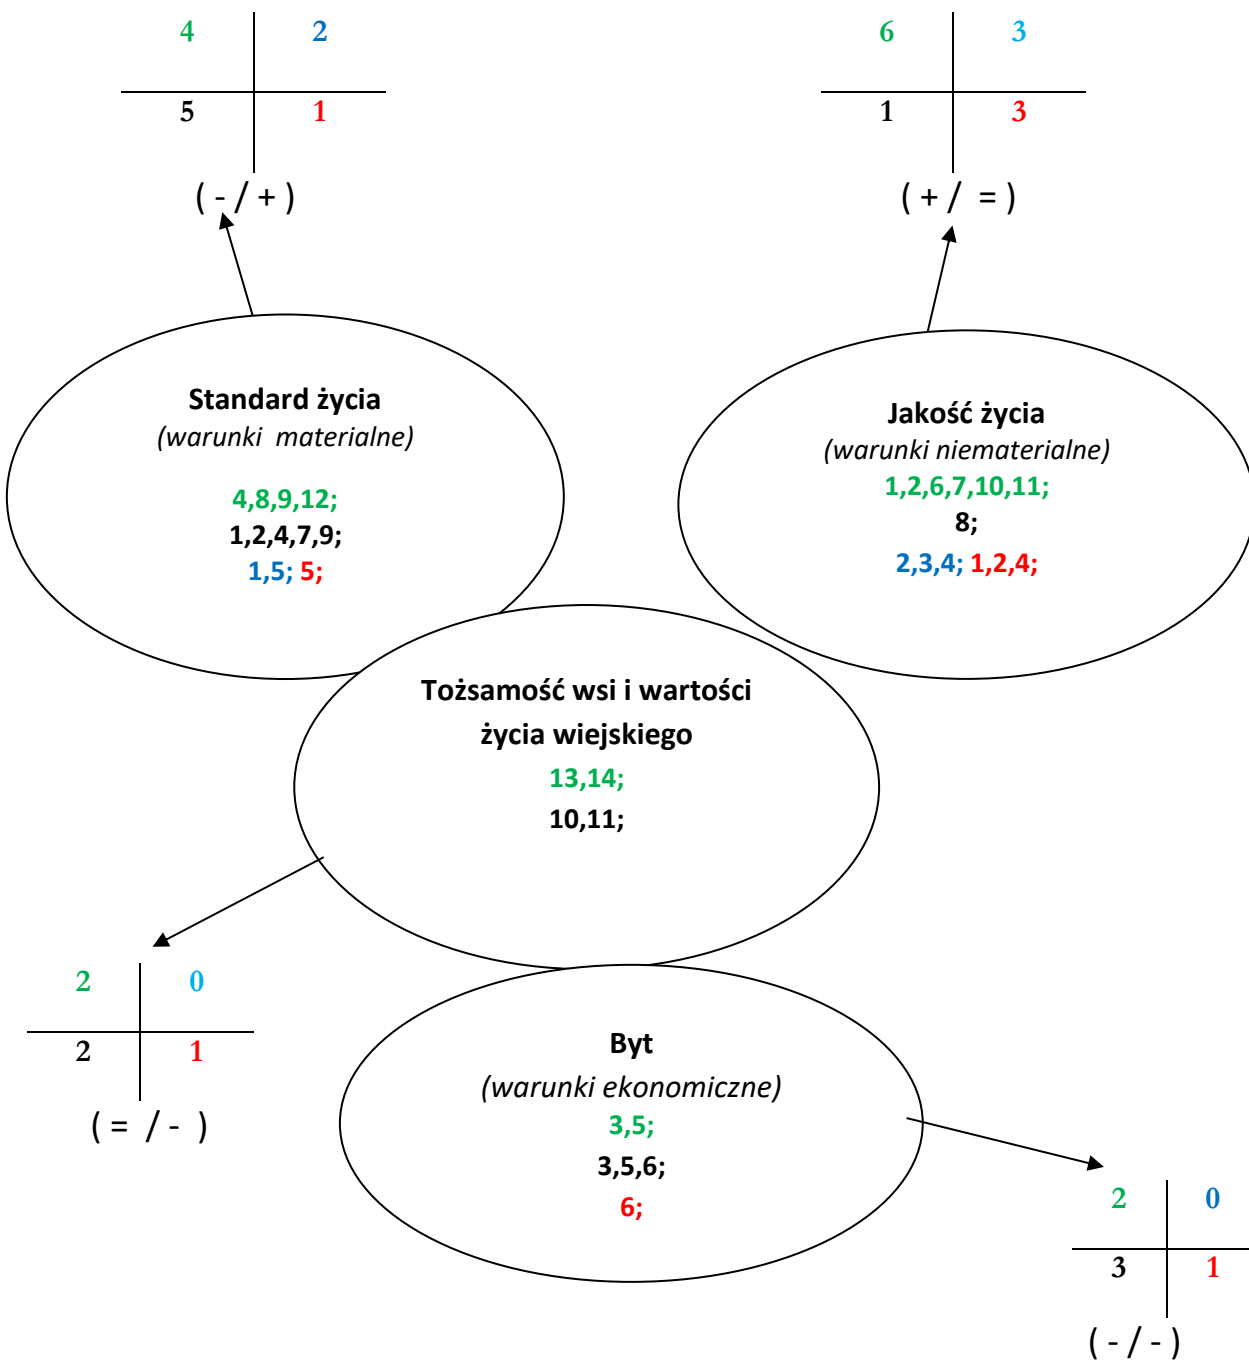 4 2
5 1
( - / + )
6 3
1 3
( + / = )
Standard życia
(warunki materialne)
4,8,9,12;
1,2,4,7,9;
1,5; 5;
Jakość życia
(warunki niematerialne)
1,2,6,7,10,11;
8;
2,3,4; 1,2,4;
Tożsamość wsi i wartości
życia wiejskiego
13,14;
10,11;
2 0
2 1
( = / - )
Byt
(warunki ekonomiczne)
3,5;
3,5,6;
6;
2 0
3 1
( - / - )